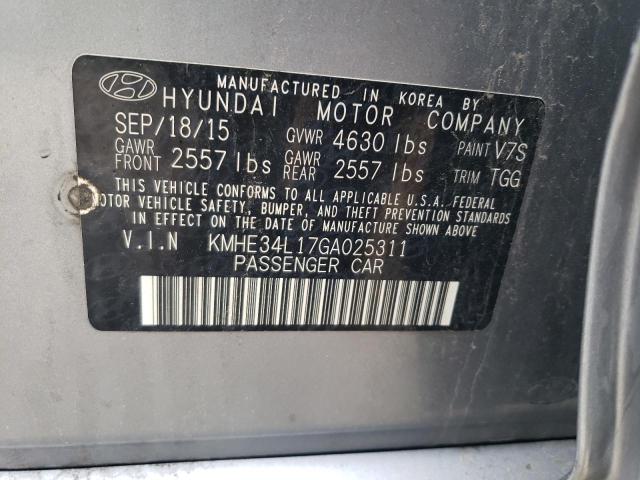 MANUFACTURED IN KOREA BY
HYUNDAI MOTOR COMPANY
SEP/18/15 GVWR 4630 lbs PAINT V7S
GAWR FRONT 2557 lbs GAWR REAR 2557 lbs TRIM TGG
THIS VEHICLE CONFORMS TO ALL APPLICABLE U.S.A. FEDERAL
MOTOR VEHICLE SAFETY, BUMPER, AND THEFT PREVENTION STANDARDS
IN EFFECT ON THE DATE OF MANUFACTURE SHOWN ABOVE.
V.I.N KMHE34L17GA025311
PASSENGER CAR